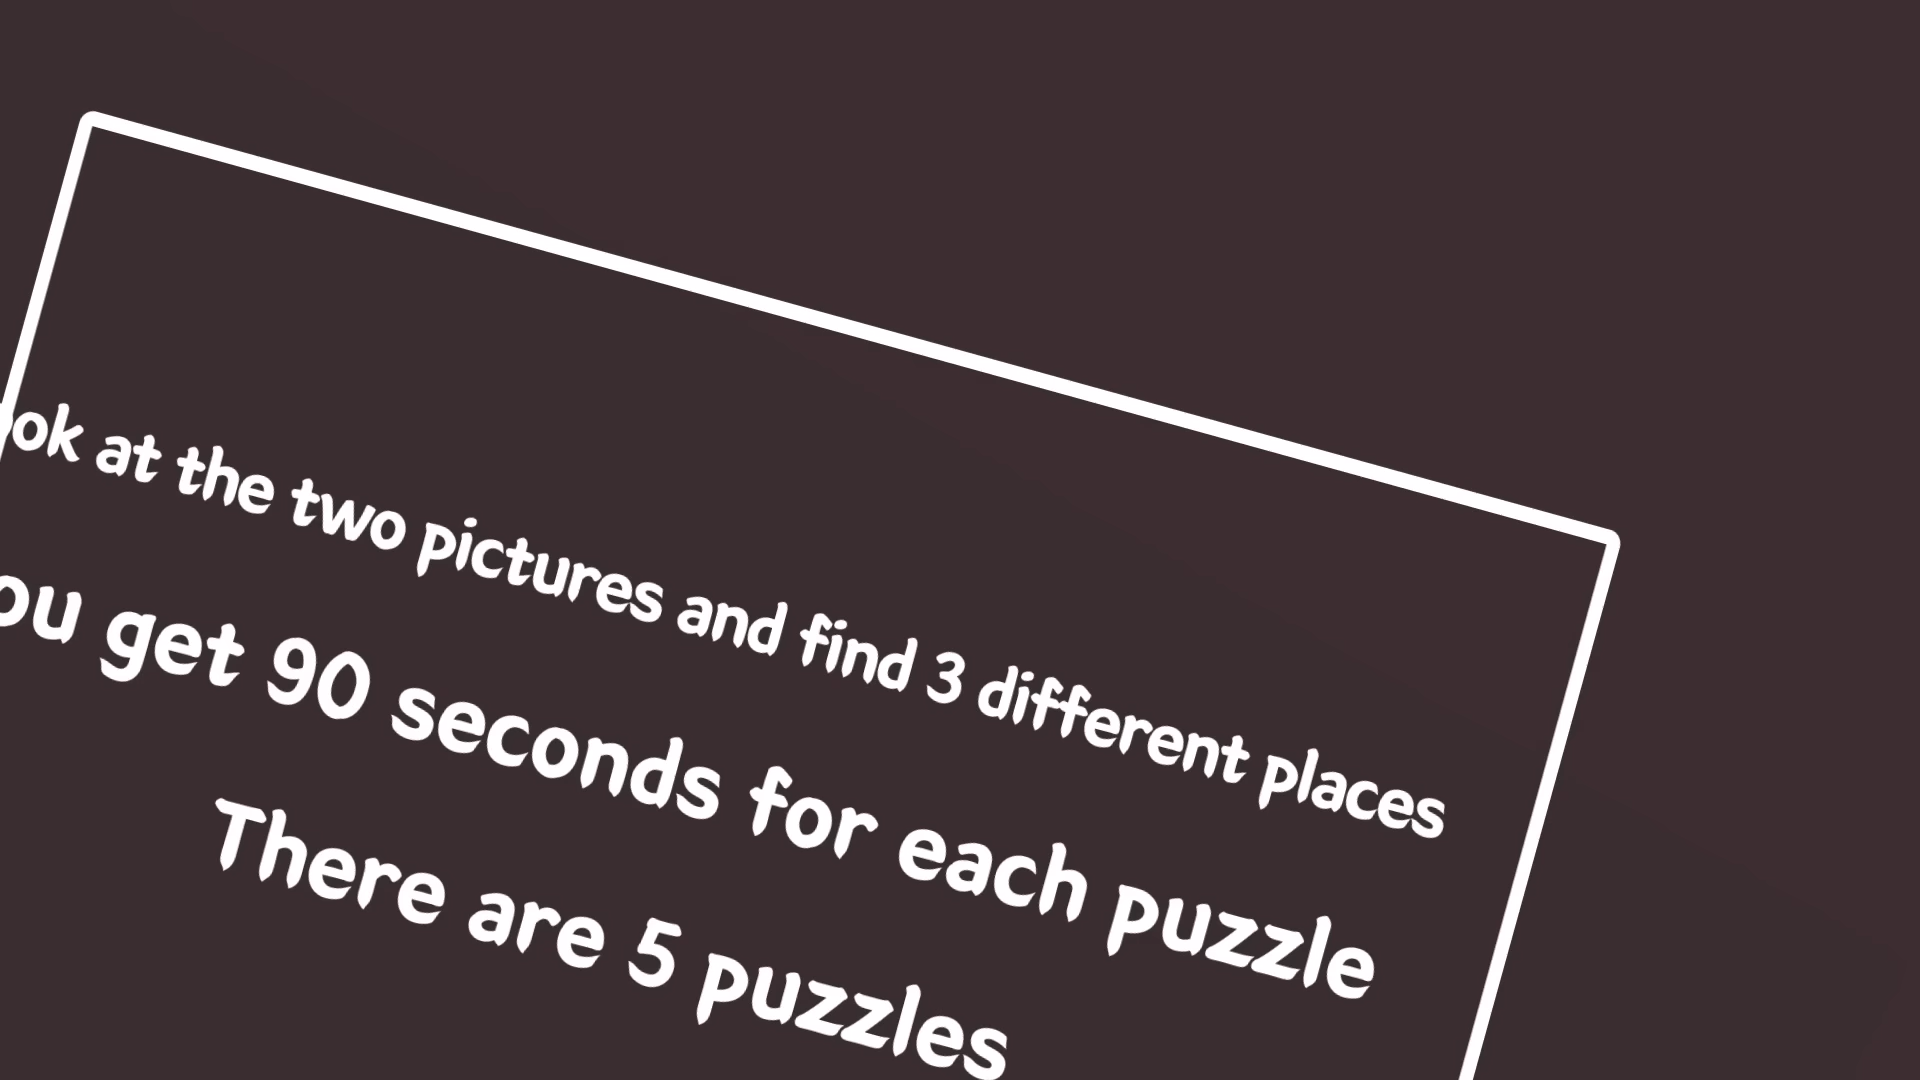 ook at the two pictures and find 3 different places
ou get 90 seconds for each puzzle
There are 5 puzzles